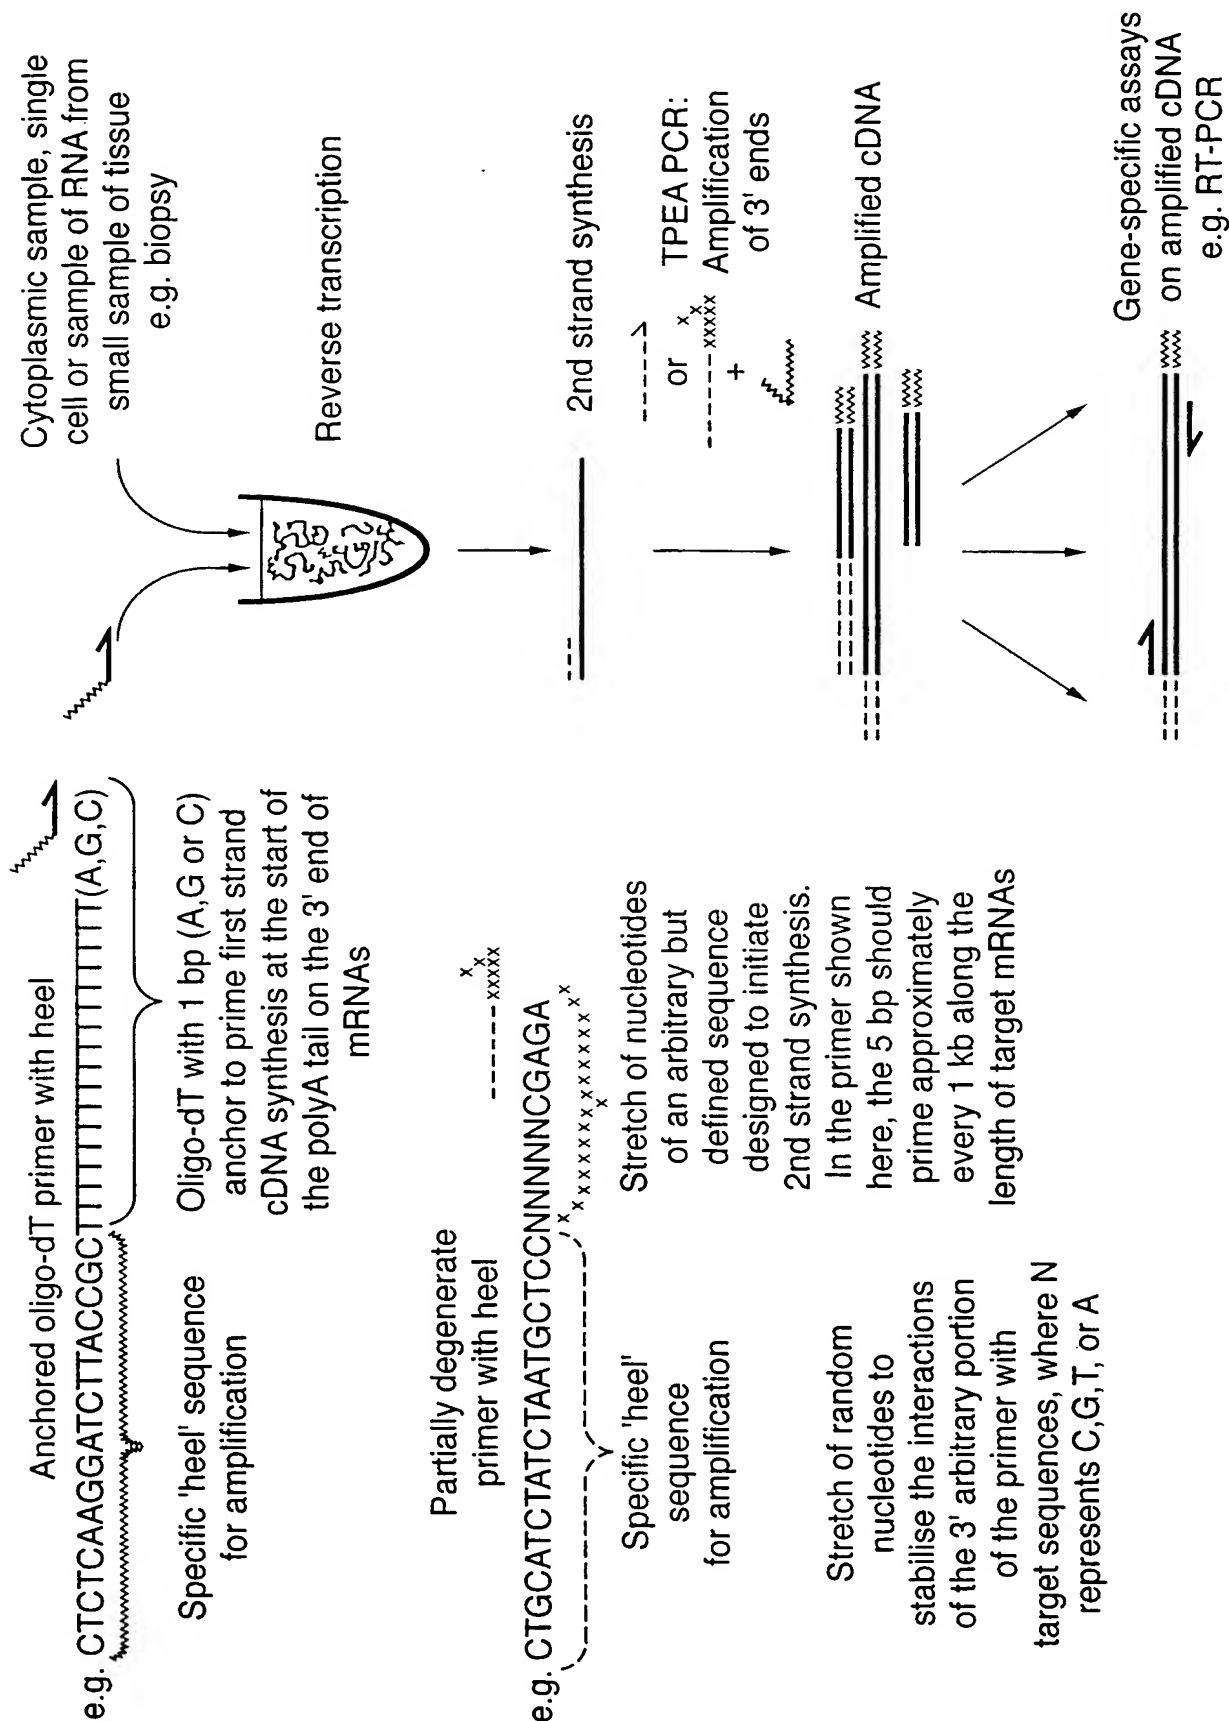 Anchored oligo-dT primer with heel
e.g. CTCTCAAGGATCTTACCGCTTTTTTTTTTTTTTTTTTT(A,G,C)
Specific 'heel' sequence
for amplification
Oligo-dT with 1 bp (A,G or C)
anchor to prime first strand
cDNA synthesis at the start of
the polyA tail on the 3' end of
mRNAs
Partially degenerate
primer with heel
x
x
xxxxx
e.g. CTGCATCTATCTAATGCTCCNNNNNCGAGA
Specific 'heel'
sequence
for amplification
Stretch of nucleotides
of an arbitrary but
defined sequence
designed to initiate
2nd strand synthesis.
In the primer shown
here, the 5 bp should
prime approximately
every 1 kb along the
length of target mRNAs
Stretch of random
nucleotides to
stabilise the interactions
of the 3' arbitrary portion
of the primer with
target sequences, where N
represents C,G,T, or A
Cytoplasmic sample, single
cell or sample of RNA from
small sample of tissue
e.g. biopsy
Reverse transcription
2nd strand synthesis
or
x
x
xxxxx
+
TPEA PCR:
Amplification
of 3' ends
Amplified cDNA
Gene-specific assays
on amplified cDNA
e.g. RT-PCR